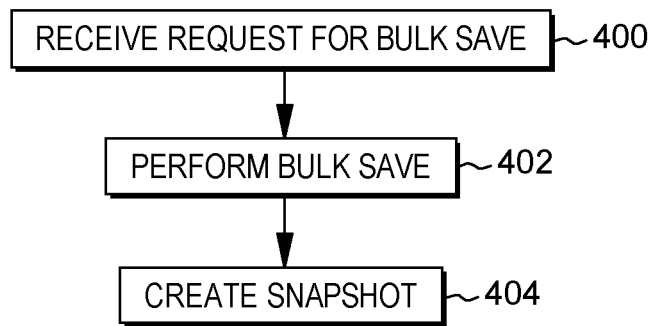 RECEIVE REQUEST FOR BULK SAVE 400
PERFORM BULK SAVE 402
CREATE SNAPSHOT 404